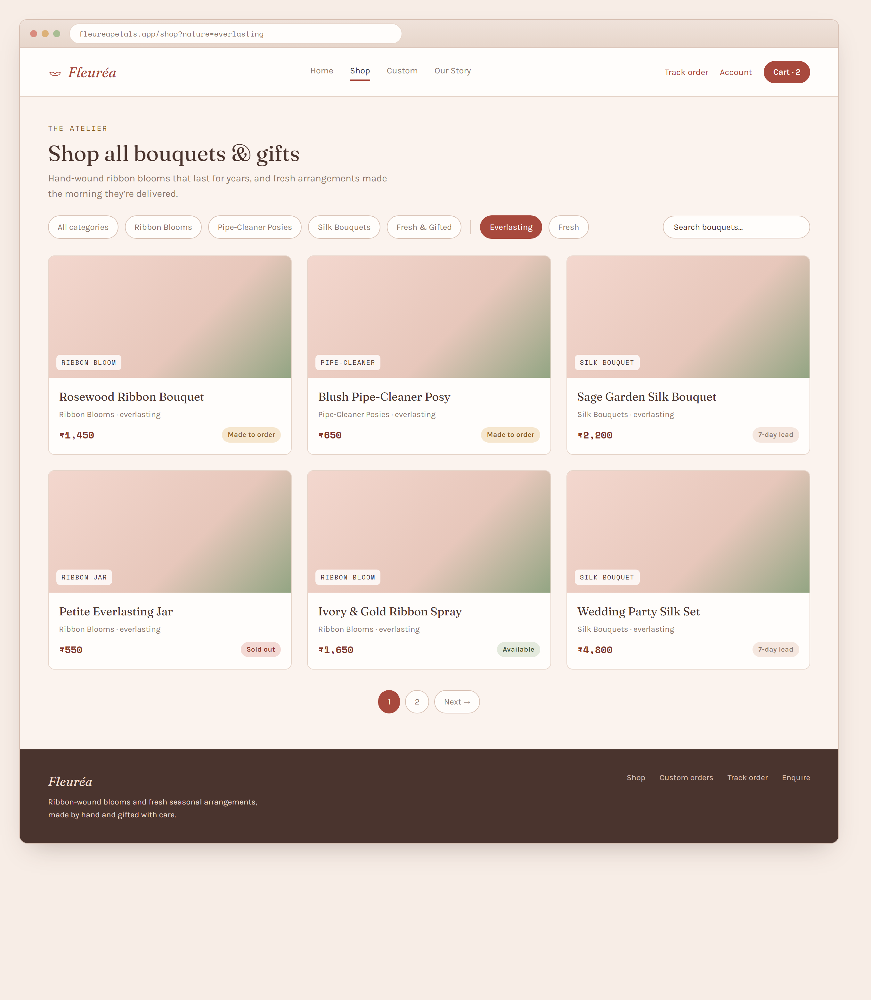 fleureapetals.app/shop?nature=everlasting
Fleuréa
Home Shop Custom Our Story
Track order Account Cart · 2
THE ATELIER
Shop all bouquets & gifts
Hand-wound ribbon blooms that last for years, and fresh arrangements made
the morning they’re delivered.
All categories Ribbon Blooms Pipe-Cleaner Posies Silk Bouquets Fresh & Gifted Everlasting Fresh Search bouquets…
RIBBON BLOOM
Rosewood Ribbon Bouquet
Ribbon Blooms · everlasting
₹1,450 Made to order
PIPE-CLEANER
Blush Pipe-Cleaner Posy
Pipe-Cleaner Posies · everlasting
₹650 Made to order
SILK BOUQUET
Sage Garden Silk Bouquet
Silk Bouquets · everlasting
₹2,200 7-day lead
RIBBON JAR
Petite Everlasting Jar
Ribbon Blooms · everlasting
₹550 Sold out
RIBBON BLOOM
Ivory & Gold Ribbon Spray
Ribbon Blooms · everlasting
₹1,650 Available
SILK BOUQUET
Wedding Party Silk Set
Silk Bouquets · everlasting
₹4,800 7-day lead
1 2 Next →
Fleuréa
Ribbon-wound blooms and fresh seasonal arrangements,
made by hand and gifted with care.
Shop Custom orders Track order Enquire